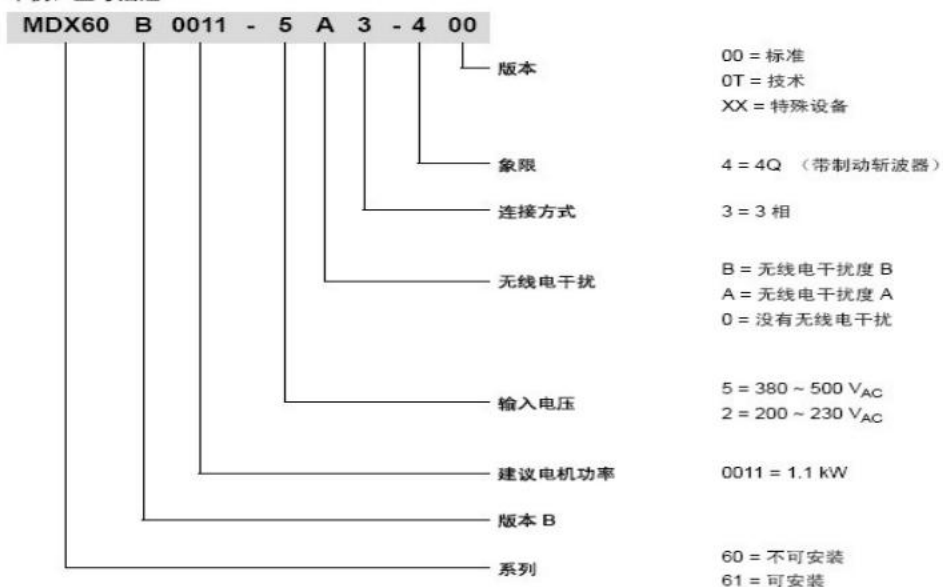 MDX60 B 0011 - 5 A 3 - 4 00
版本 00 = 标准
0T = 技术
XX = 特殊设备
象限 4 = 4Q （带制动斩波器）
连接方式 3 = 3 相
无线电干扰 B = 无线电干扰度 B
A = 无线电干扰度 A
0 = 没有无线电干扰
输入电压 5 = 380 ~ 500 VAC
2 = 200 ~ 230 VAC
建议电机功率 0011 = 1.1 kW
版本 B
系列 60 = 不可安装
61 = 可安装